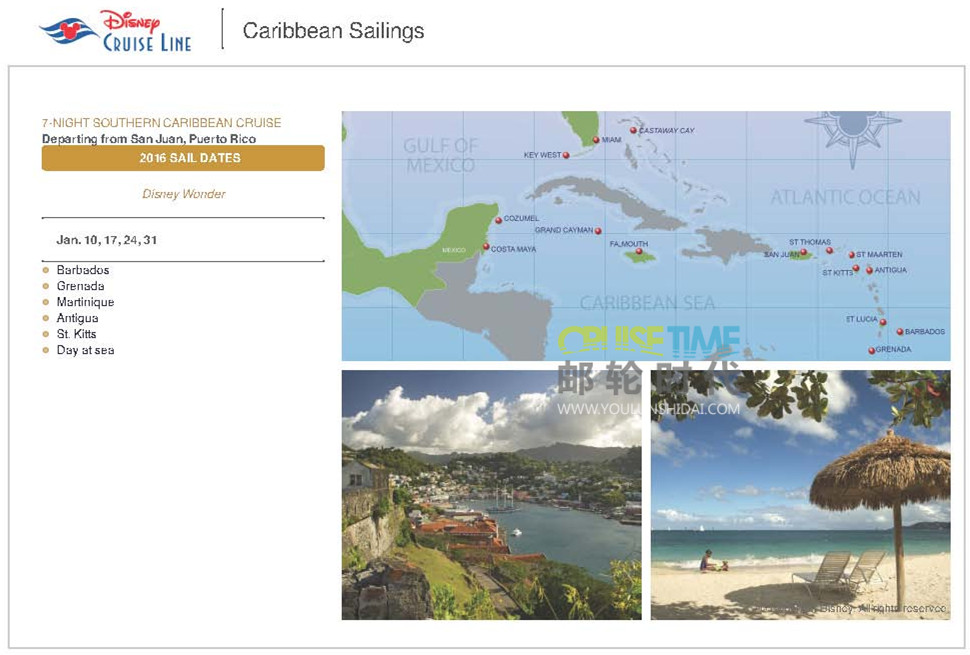 Disney
CRUISE LINE
Caribbean Sailings
7-NIGHT SOUTHERN CARIBBEAN CRUISE
Departing from San Juan, Puerto Rico
2016 SAIL DATES
Disney Wonder
Jan. 10, 17, 24, 31
Barbados
Grenada
Martinique
Antigua
St. Kitts
Day at sea
GULF OF
MEXICO
MIAMI
CASTAWAY CAY
KEY WEST
ATLANTIC OCEAN
COZUMEL
GRAND CAYMAN
MEXICO
COSTA MAYA
FALMOUTH
ST THOMAS
SAN JUAN
ST MAARTEN
ST KITTS
ANTIGUA
CARIBBEAN SEA
ST LUCIA
BARBADOS
GRENADA
CRUISETIME
邮轮时代
WWW.YOULUNSHIDAI.COM
Disney. All rights reserved